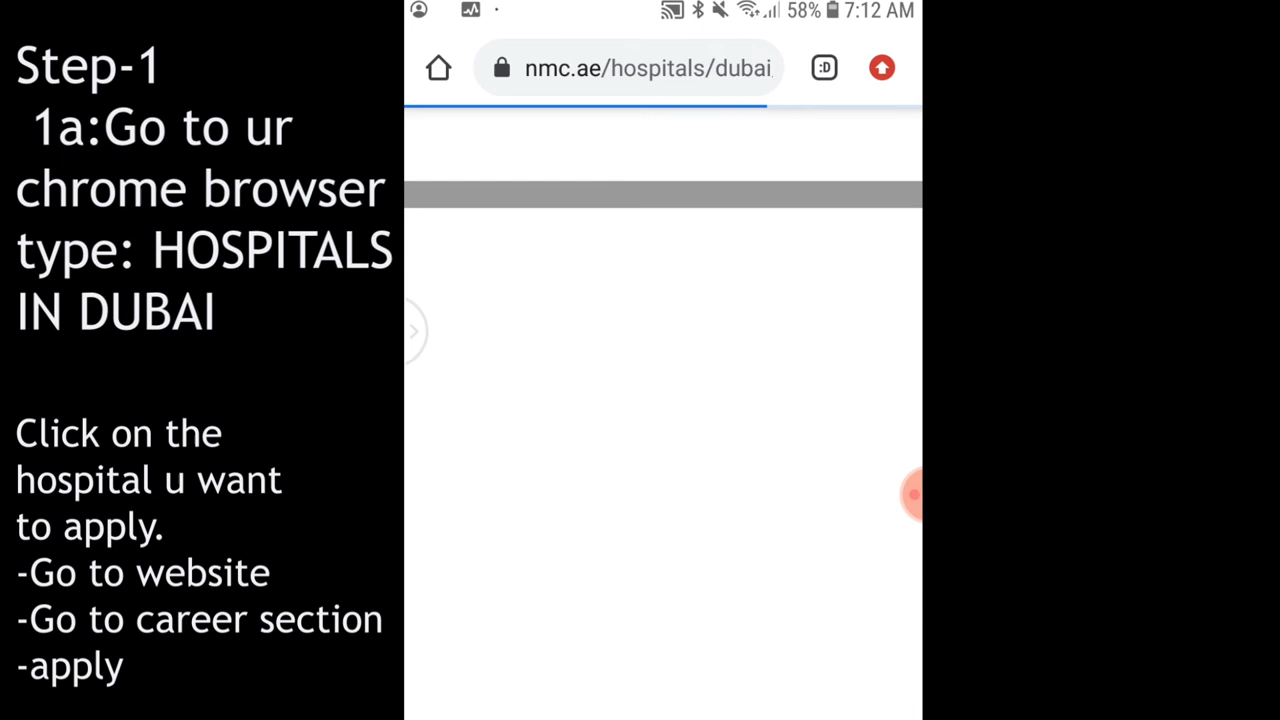 Step-1
1a:Go to ur
chrome browser
type: HOSPITALS
IN DUBAI
Click on the
hospital u want
to apply.
-Go to website
-Go to career section
-apply
58% 7:12 AM
nmc.ae/hospitals/dubai
:D